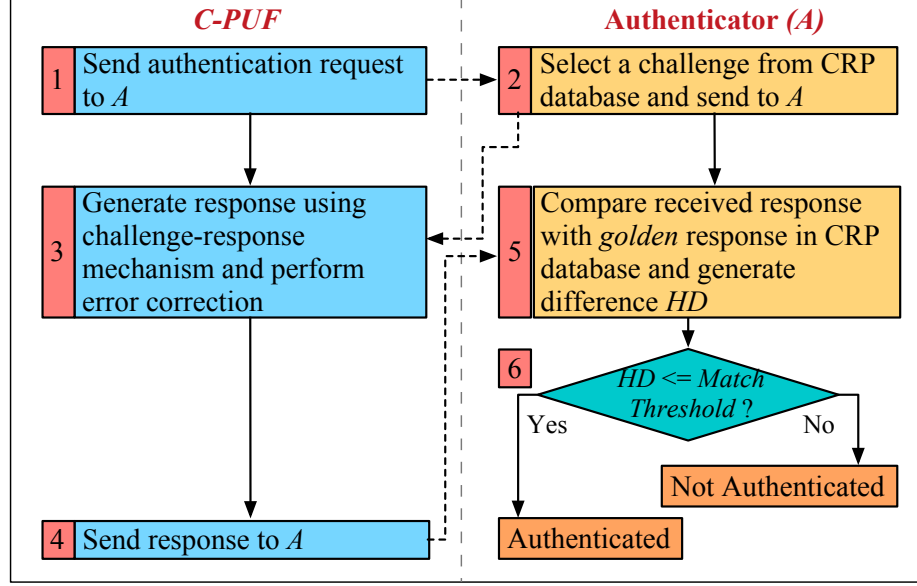 C-PUF
Authenticator (A)
1
Send authentication request
to A
2
Select a challenge from CRP
database and send to A
3
Generate response using
challenge-response
mechanism and perform
error correction
5
Compare received response
with golden response in CRP
database and generate
difference HD
6
HD <= Match
Threshold ?
Yes
No
Not Authenticated
4
Send response to A
Authenticated